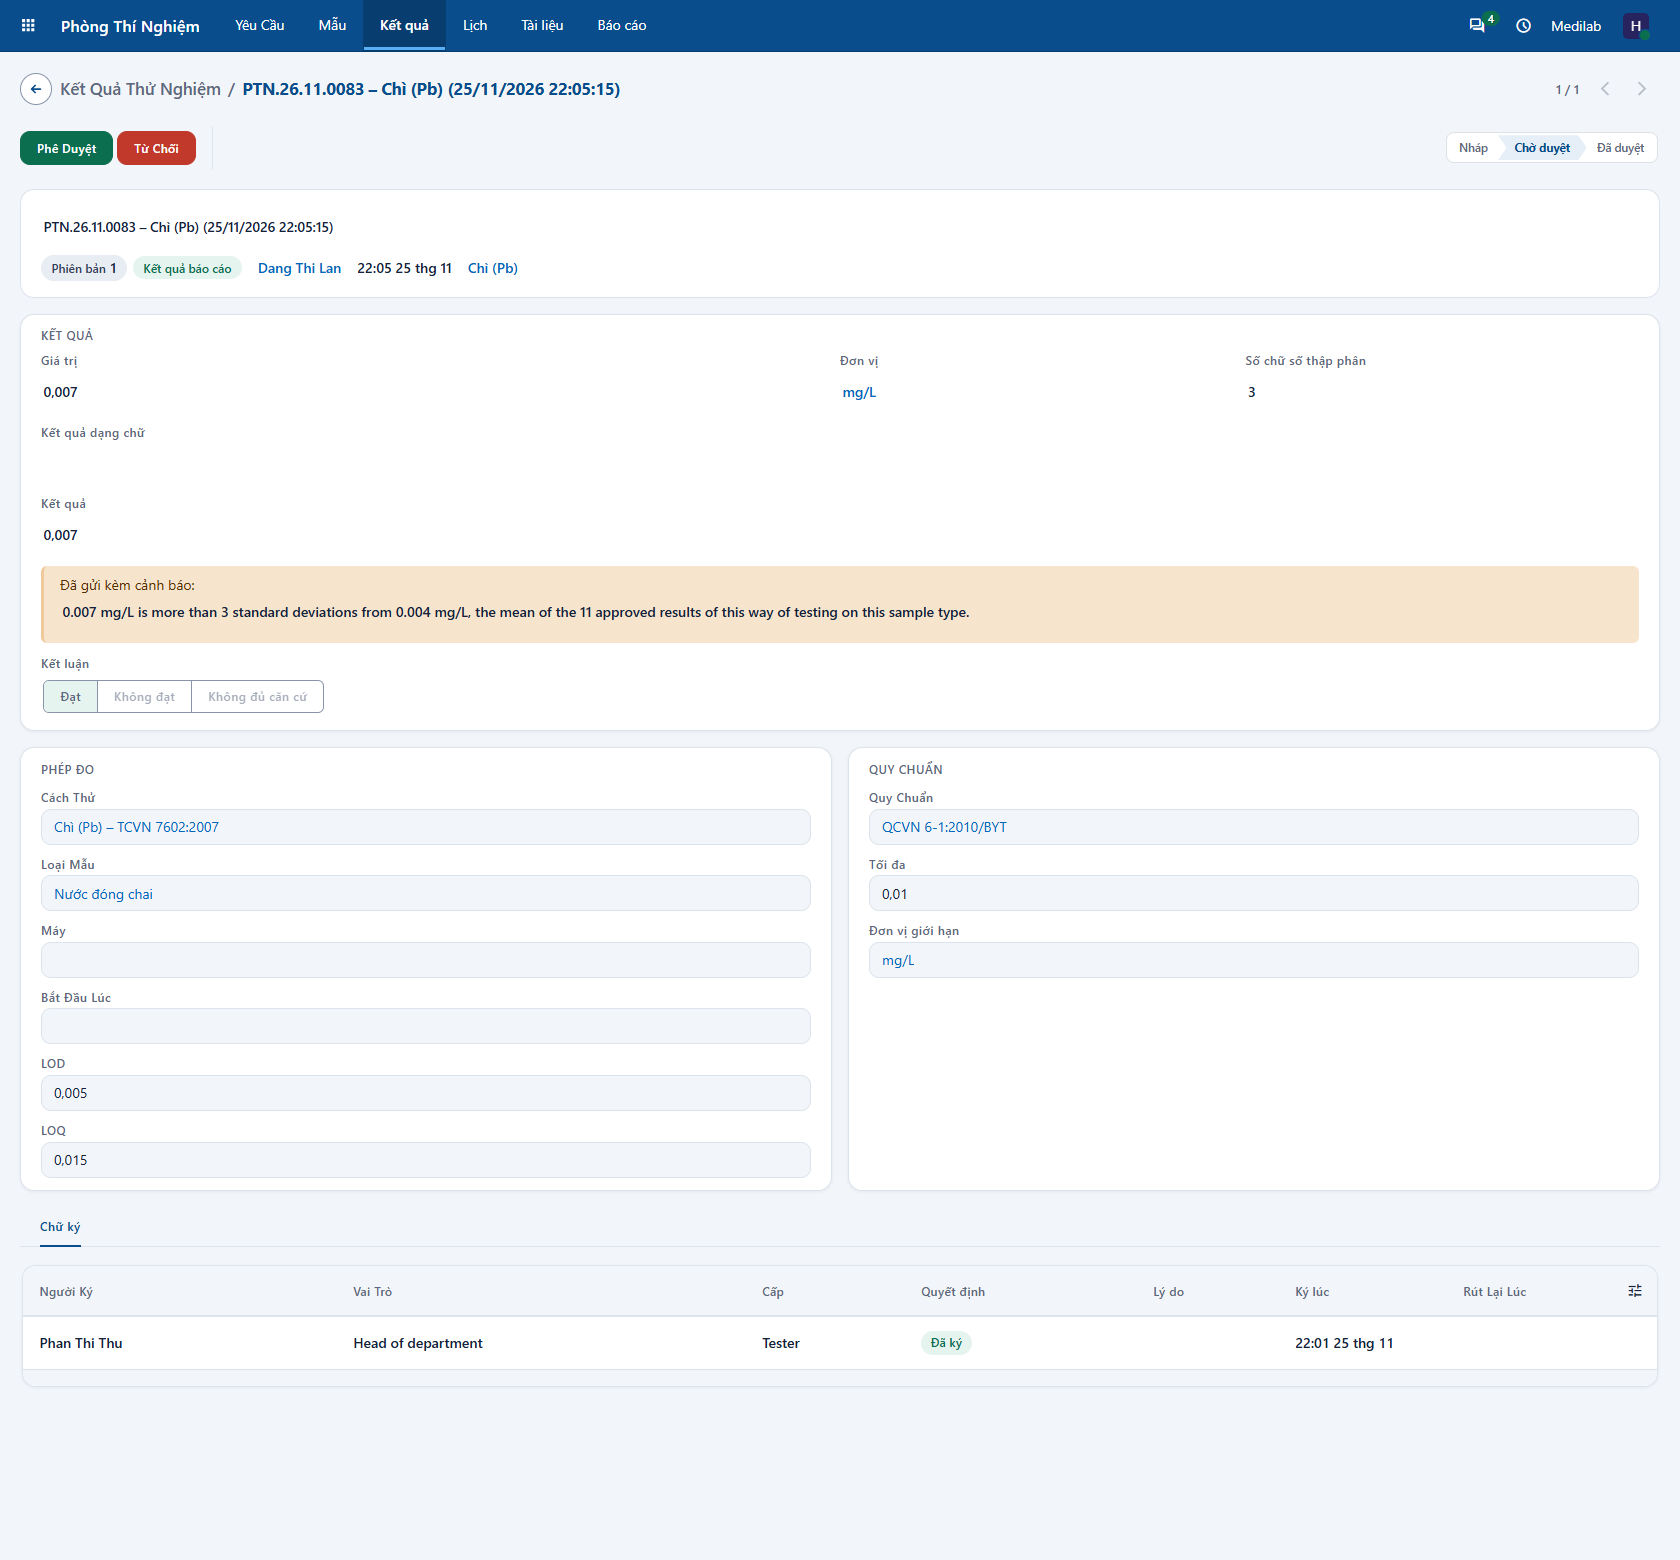 Phòng Thí Nghiệm Yêu Cầu Mẫu Kết quả Lịch Tài liệu Báo cáo 4 Medilab H
Kết Quả Thử Nghiệm / PTN.26.11.0083 – Chì (Pb) (25/11/2026 22:05:15) 1 / 1
Phê Duyệt Từ Chối Nháp Chờ duyệt Đã duyệt
PTN.26.11.0083 – Chì (Pb) (25/11/2026 22:05:15)
Phiên bản 1 Kết quả báo cáo Dang Thi Lan 22:05 25 thg 11 Chì (Pb)
KẾT QUẢ
Giá trị Đơn vị Số chữ số thập phân
0,007 mg/L 3
Kết quả dạng chữ
Kết quả
0,007
Đã gửi kèm cảnh báo:
0.007 mg/L is more than 3 standard deviations from 0.004 mg/L, the mean of the 11 approved results of this way of testing on this sample type.
Kết luận
Đạt Không đạt Không đủ căn cứ
PHÉP ĐO
Cách Thử
Chì (Pb) – TCVN 7602:2007
Loại Mẫu
Nước đóng chai
Máy
Bắt Đầu Lúc
LOD
0,005
LOQ
0,015
QUY CHUẨN
Quy Chuẩn
QCVN 6-1:2010/BYT
Tối đa
0,01
Đơn vị giới hạn
mg/L
Chữ ký
Người Ký Vai Trò Cấp Quyết định Lý do Ký lúc Rút Lại Lúc
Phan Thi Thu Head of department Tester Đã ký 22:01 25 thg 11